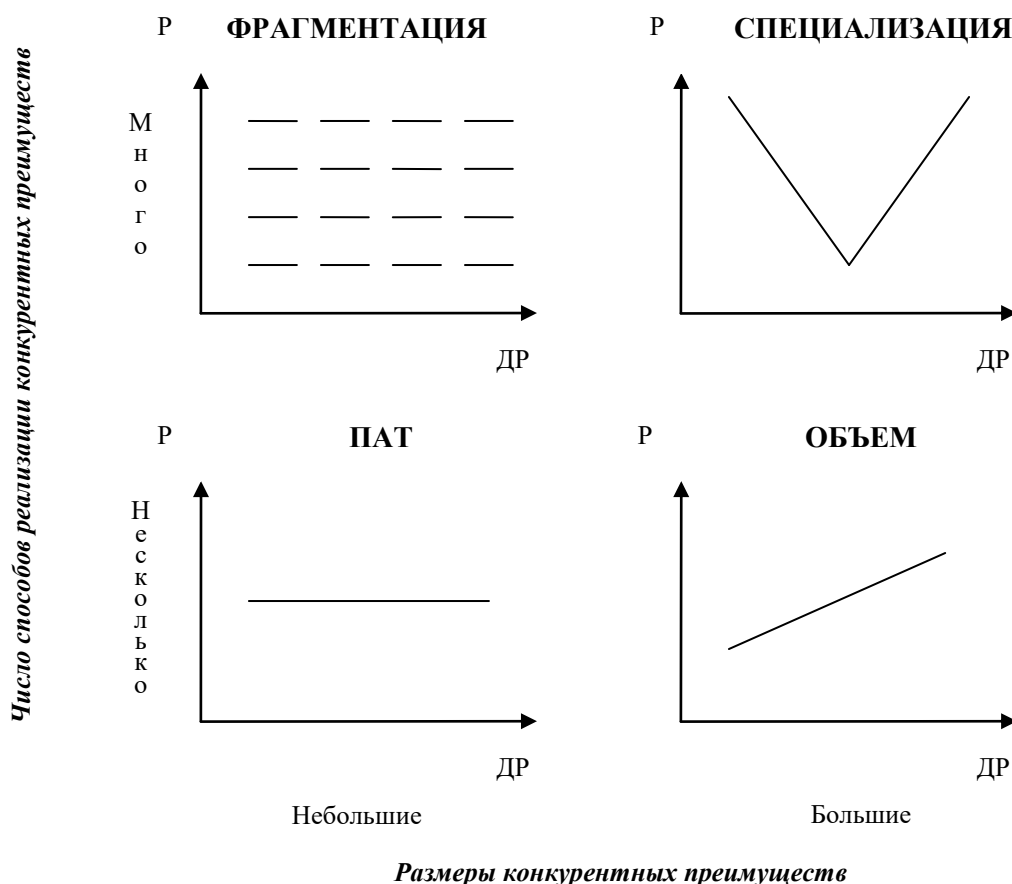 Р ФРАГМЕНТАЦИЯ
Р СПЕЦИАЛИЗАЦИЯ
Много
ДР
ДР
Р ПАТ
Р ОБЪЕМ
Несколько
ДР
ДР
Небольшие
Большие
Размеры конкурентных преимуществ
Число способов реализации конкурентных преимуществ